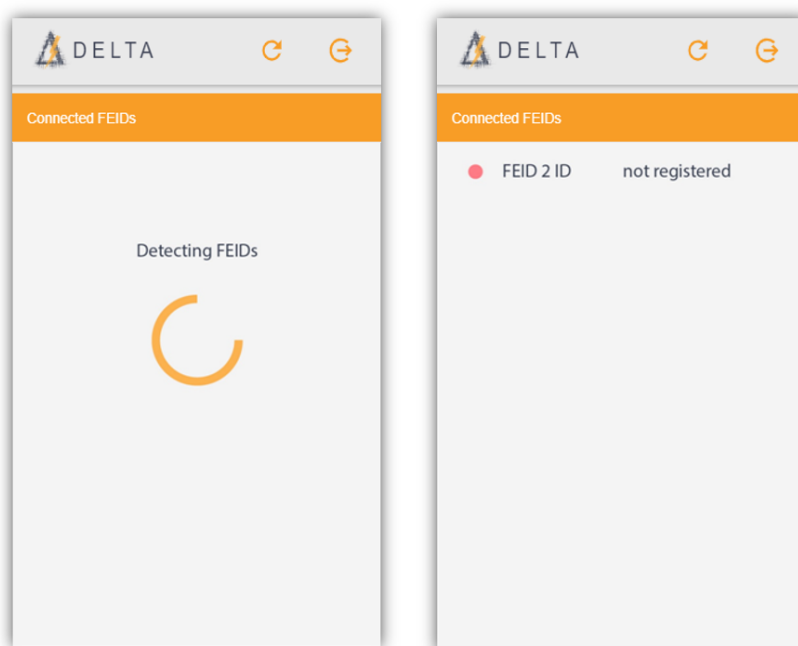 DELTA
Connected FEIDs
Detecting FEIDs
DELTA
Connected FEIDs
FEID 2 ID not registered